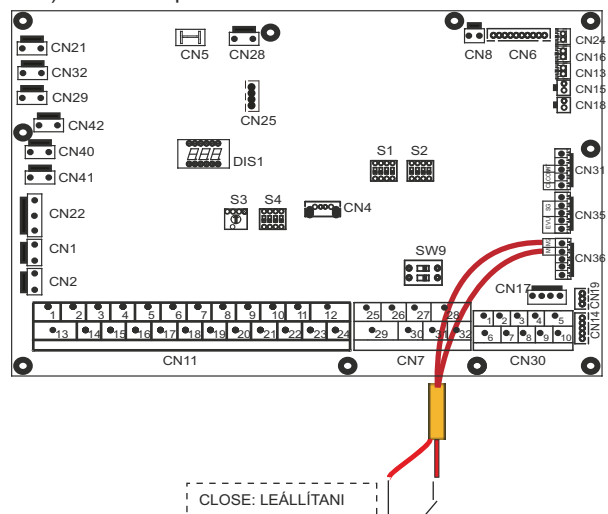 CN21
CN5
CN28
CN8
CN6
CN24
CN16
CN13
CN15
CN18
CN32
CN29
CN42
CN25
CN40
CN41
DIS1
S1 S2
CN31
CN22
S3 S4
CN4
SG
EVU
CN35
CN1
SW9
CN36
CN2
CN17
CN19
CN14
1 2 3 4 5 6 7 8 9 10 11 12
13 14 15 16 17 18 19 20 21 22 23 24
CN11
25 26 27 28
29 30 31 32
CN7
1 2 3 4 5
6 7 8 9 10
CN30
CLOSE: LEÁLLÍTANI